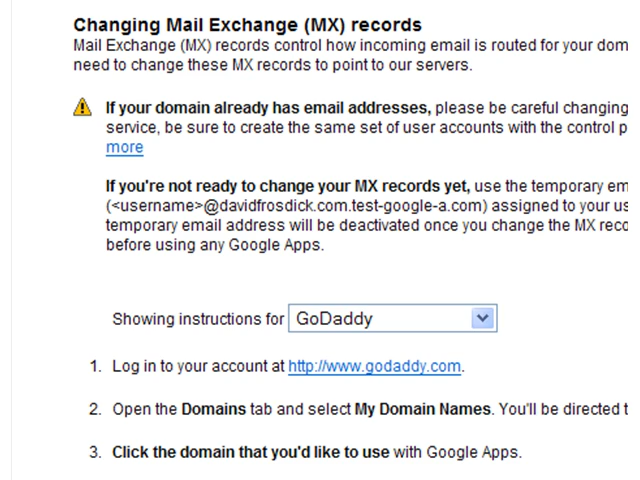 Changing Mail Exchange (MX) records
Mail Exchange (MX) records control how incoming email is routed for your dom
need to change these MX records to point to our servers.
If your domain already has email addresses, please be careful changing
service, be sure to create the same set of user accounts with the control p
more
If you're not ready to change your MX records yet, use the temporary em
(<username>@davidfrosdick.com.test-google-a.com) assigned to your us
temporary email address will be deactivated once you change the MX reco
before using any Google Apps.
Showing instructions for GoDaddy
1. Log in to your account at http://www.godaddy.com.
2. Open the Domains tab and select My Domain Names. You'll be directed t
3. Click the domain that you'd like to use with Google Apps.